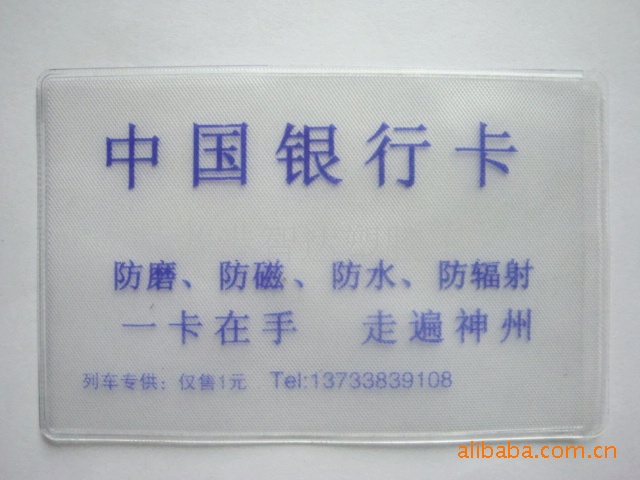 中国银行卡
防磨、防磁、防水、防辐射
一卡在手 走遍神州
列车专供：仅售1元 Tel:13733839108
alibaba.com.cn